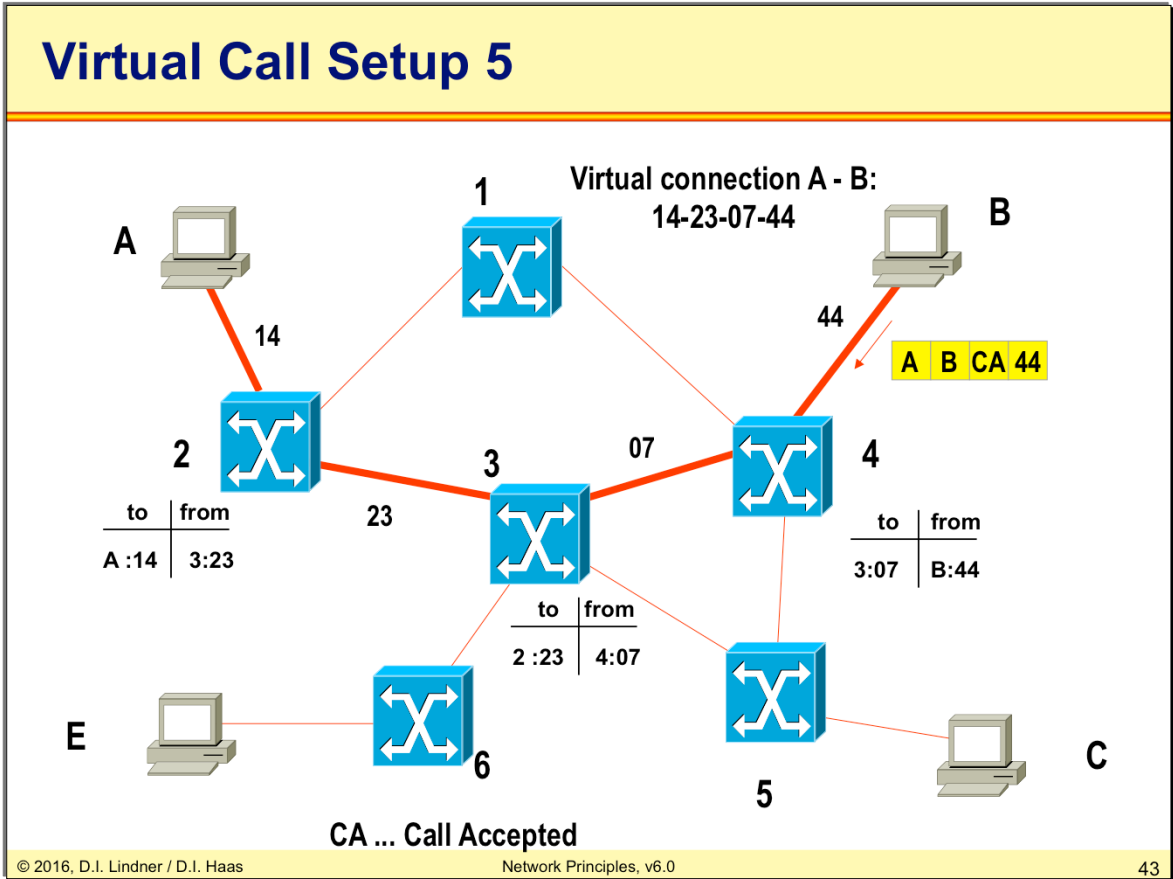 Virtual Call Setup 5
Virtual connection A - B:
14-23-07-44
1
A
B
14
44
A B CA 44
2
3
07
4
23
to from
A :14 3:23
to from
3:07 B:44
to from
2 :23 4:07
E
6
5
C
CA ... Call Accepted
© 2016, D.I. Lindner / D.I. Haas
Network Principles, v6.0
43